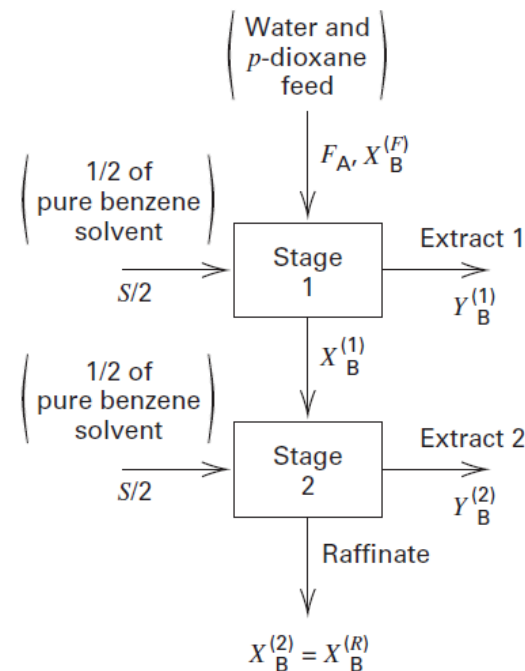 Water and
p-dioxane
feed
F_A, X_B^(F)
1/2 of
pure benzene
solvent
S/2
Stage
1
Extract 1
Y_B^(1)
X_B^(1)
1/2 of
pure benzene
solvent
S/2
Stage
2
Extract 2
Y_B^(2)
Raffinate
X_B^(2) = X_B^(R)